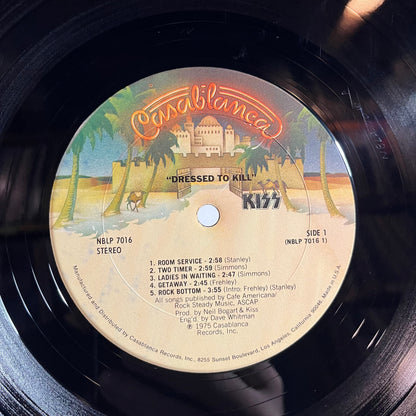 Casablanca
"DRESSED TO KILL"
KISS
NBLP 7016
STEREO
SIDE 1
(NBLP 7016 1)
1. ROOM SERVICE - 2:58 (Stanley)
2. TWO TIMER - 2:59 (Simmons)
3. LADIES IN WAITING - 2:47 (Simmons)
4. GETAWAY - 2:45 (Frehley)
5. ROCK BOTTOM - 3:55 (Intro. Frehley) (Stanley)
All songs published by Cafe Americana/
Rock Steady Music, ASCAP
Prod. by Neil Bogart & Kiss
Eng'd. by Dave Whitman
℗ 1975 Casablanca
Records, Inc.
Manufactured and Distributed by Casablanca Records, Inc., 8255 Sunset Boulevard, Los Angeles, California 90046. Made in U.S.A.